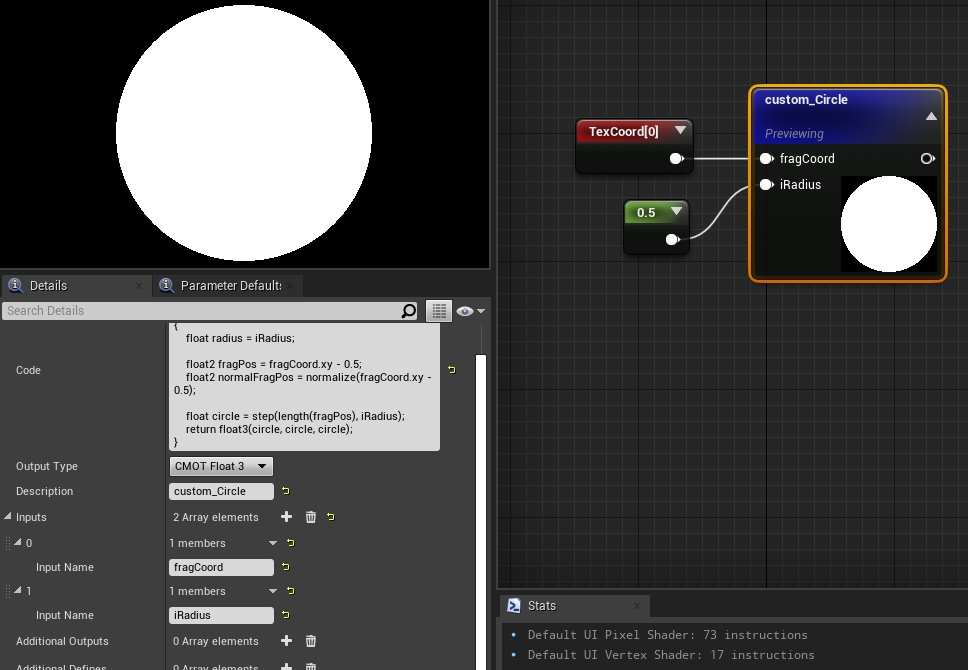 custom_Circle
Previewing
TexCoord[0]
fragCoord
iRadius
0.5
Details
Parameter Defaults
Search Details
Code
{
float radius = iRadius;
float2 fragPos = fragCoord.xy - 0.5;
float2 normalFragPos = normalize(fragCoord.xy -
0.5);
float circle = step(length(fragPos), iRadius);
return float3(circle, circle, circle);
}
Output Type
CMOT Float 3
Description
custom_Circle
Inputs
2 Array elements
0
1 members
Input Name
fragCoord
1
1 members
Input Name
iRadius
Additional Outputs
0 Array elements
Additional Defines
0 Array elements
Stats
Default UI Pixel Shader: 73 instructions
Default UI Vertex Shader: 17 instructions